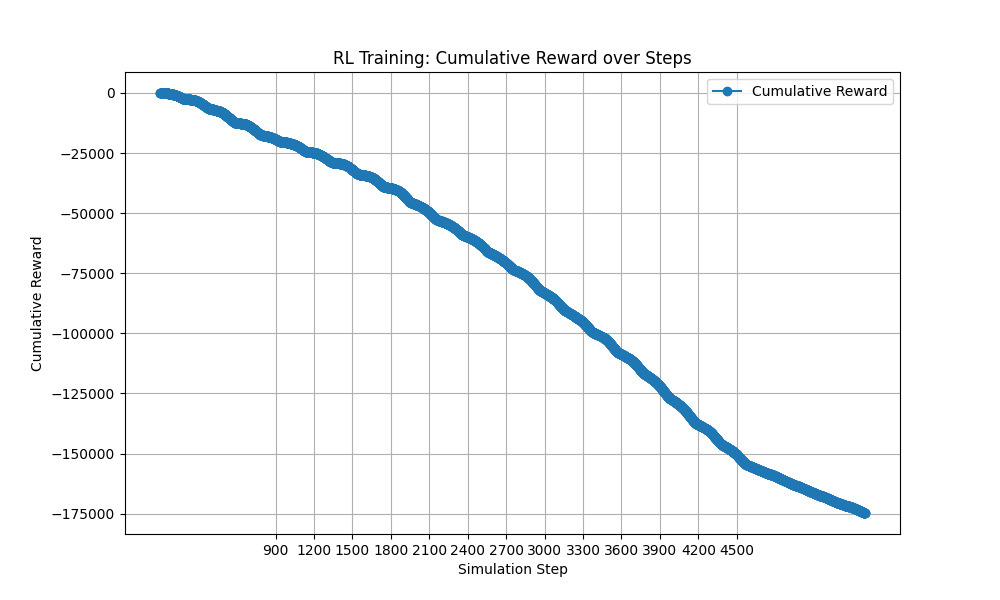 RL Training: Cumulative Reward over Steps
Cumulative Reward
0
−25000
−50000
−75000
−100000
−125000
−150000
−175000
Cumulative Reward
900 1200 1500 1800 2100 2400 2700 3000 3300 3600 3900 4200 4500
Simulation Step